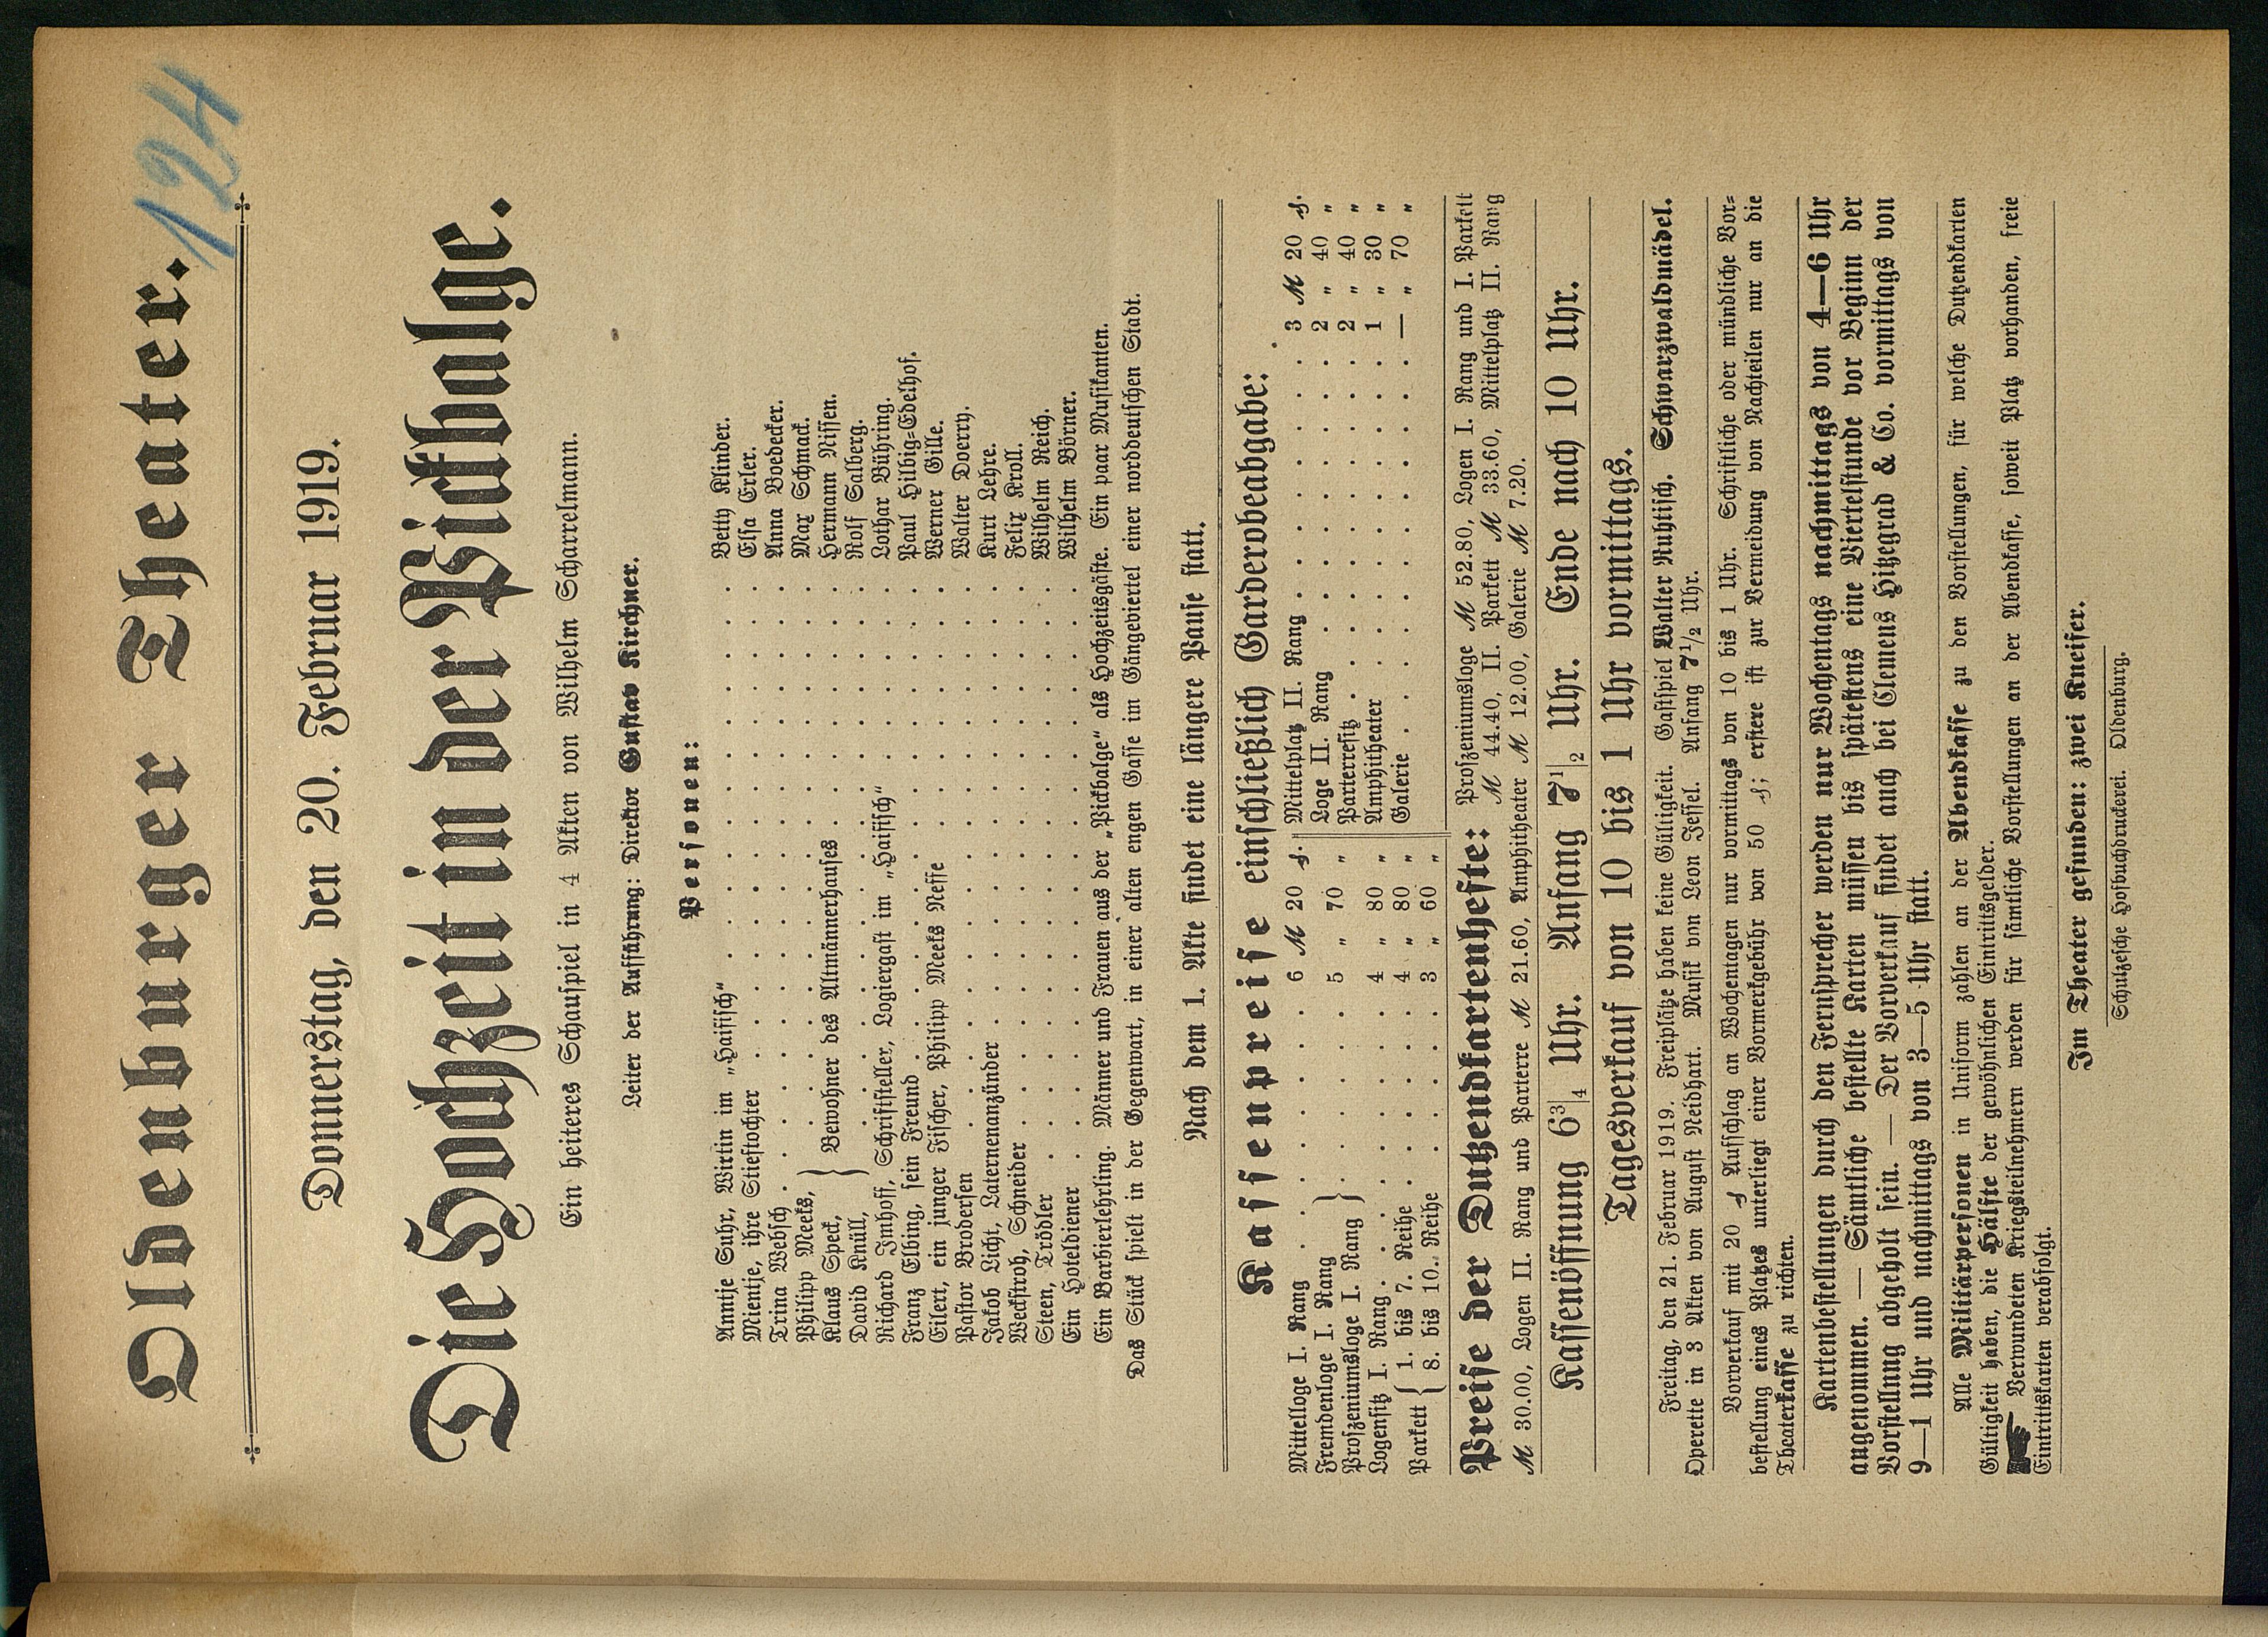 124
Oldenburger Theater.
Donnerstag, den 20. Februar 1919.
Die Hochzeit in der Pickbalge.
Ein heiteres Schauspiel in 4 Akten von Wilhelm Scharrelmann.
Leiter der Aufführung: Direktor Gustav Kirchner.
Personen:
Anntje Suhr, Wirtin im „Haifisch“ . . . . . . . . . . . . Betty Klinder.
Mientje, ihre Stieftochter . . . . . . . . . . . . . . . Elsa Erler.
Trina Websch . . . . . . . . . . . . . . . . . . Anna Boedecker.
Philipp Meeks, . . . . . . . . . . . . . . . . Max Schmack.
Klaus Speck, } Bewohner des Altmännerhauses . . . . . . . . Hermann Nissen.
David Knüll, . . . . . . . . . . . . . . . . Rolf Salberg.
Richard Imhoff, Schriftsteller, Logiergast im „Haifisch“ . . . . . . . Lothar Bühring.
Franz Elbing, sein Freund . . . . . . . . . . . . . . . Paul Hilbig-Edelhof.
Eilert, ein junger Fischer, Philipp Meeks Neffe . . . . . . . . . Werner Gille.
Pastor Brodersen . . . . . . . . . . . . . . . . . Walter Doerry.
Jakob Licht, Laternenanzünder . . . . . . . . . . . . . . Kurt Lehre.
Weckstroh, Schneider . . . . . . . . . . . . . . . . . Felix Kroll.
Steen, Trödler . . . . . . . . . . . . . . . . . . Wilhelm Reich.
Ein Hoteldiener . . . . . . . . . . . . . . . . . . Wilhelm Börner.
Ein Barbierlehrling. Männer und Frauen aus der „Pickbalge“ als Hochzeitsgäste. Ein paar Musikanten.
Das Stück spielt in der Gegenwart, in einer alten engen Gasse im Gängeviertel einer norddeutschen Stadt.
Nach dem 1. Akte findet eine längere Pause statt.
Kassenpreise einschließlich Garderobeabgabe:
Mittelloge I. Rang . . . . . . . 6 ℳ 20 ₰.
Fremdenloge I. Rang
Proszeniumsloge I. Rang } . . . . . . 5 „ 70 „
Logensitz I. Rang . . . . . . . . 4 „ 80 „
Parkett { 1. bis 7. Reihe . . . . . . 4 „ 80 „
8. bis 10. Reihe . . . . . . 3 „ 60 „
Mittelplatz II. Rang . . . . . . . . 3 ℳ 20 ₰.
Loge II. Rang . . . . . . . . . . 2 „ 40 „
Parterresitz . . . . . . . . . . . 2 „ 40 „
Amphitheater . . . . . . . . . . 1 „ 30 „
Galerie . . . . . . . . . . . . — „ 70 „
Preise der Dutzendkartenhefte: Proszeniumsloge ℳ 52.80, Logen I. Rang und I. Parkett
ℳ 44.40, II. Parkett ℳ 33.60, Mittelplatz II. Rang
ℳ 30.00, Logen II. Rang und Parterre ℳ 21.60, Amphitheater ℳ 12.00, Galerie ℳ 7.20.
Kassenöffnung 6¾ Uhr. Anfang 7½ Uhr. Ende nach 10 Uhr.
Tagesverkauf von 10 bis 1 Uhr vormittags.
Freitag, den 21. Februar 1919. Freiplätze haben keine Gültigkeit. Gastspiel Walter Ruhtisch. Schwarzwaldmädel.
Operette in 3 Akten von August Neidhart. Musik von Leon Jessel. Anfang 7½ Uhr.
Vorverkauf mit 20 ₰ Aufschlag an Wochentagen nur vormittags von 10 bis 1 Uhr. Schriftliche oder mündliche Vor-
bestellung eines Platzes unterliegt einer Vormerkgebühr von 50 ₰; erstere ist zur Vermeidung von Nachteilen nur an die
Theaterkasse zu richten.
Kartenbestellungen durch den Fernsprecher werden nur Wochentags nachmittags von 4—6 Uhr
angenommen. — Sämtliche bestellte Karten müssen bis spätestens eine Viertelstunde vor Beginn der
Vorstellung abgeholt sein. — Der Vorverkauf findet auch bei Clemens Hitzegrad & Co. vormittags von
9—1 Uhr und nachmittags von 3—5 Uhr statt.
Alle Militärpersonen in Uniform zahlen an der Abendkasse zu den Vorstellungen, für welche Dutzendkarten
Gültigkeit haben, die Hälfte der gewöhnlichen Eintrittsgelder.
☛ Verwundeten Kriegsteilnehmern werden für sämtliche Vorstellungen an der Abendkasse, soweit Platz vorhanden, freie
Eintrittskarten verabfolgt.
Im Theater gefunden: zwei Kneifer.
Schulzesche Hofbuchdruckerei. Oldenburg.